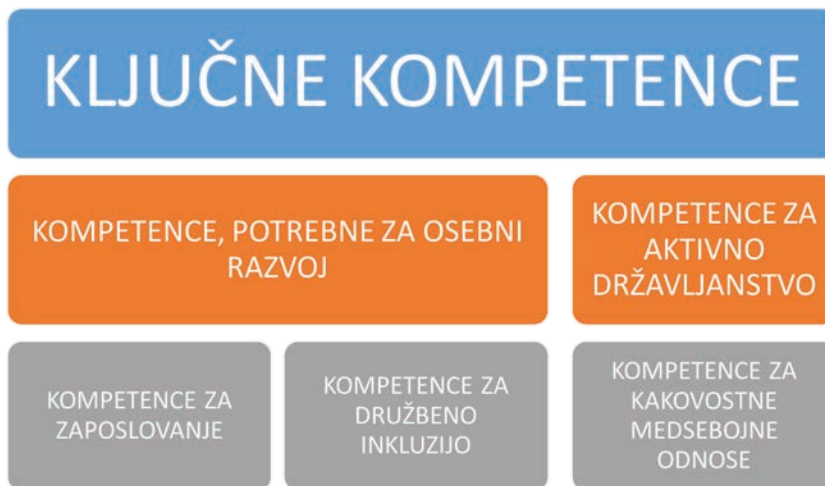 KLJUČNE KOMPETENCE
KOMPETENCE, POTREBNE ZA OSEBNI
RAZVOJ
KOMPETENCE ZA
AKTIVNO
DRŽAVLJANSTVO
KOMPETENCE ZA
ZAPOSLOVANJE
KOMPETENCE ZA
DRUŽBENO
INKLUZIJO
KOMPETENCE ZA
KAKOVOSTNE
MEDSEBOJNE
ODNOSE